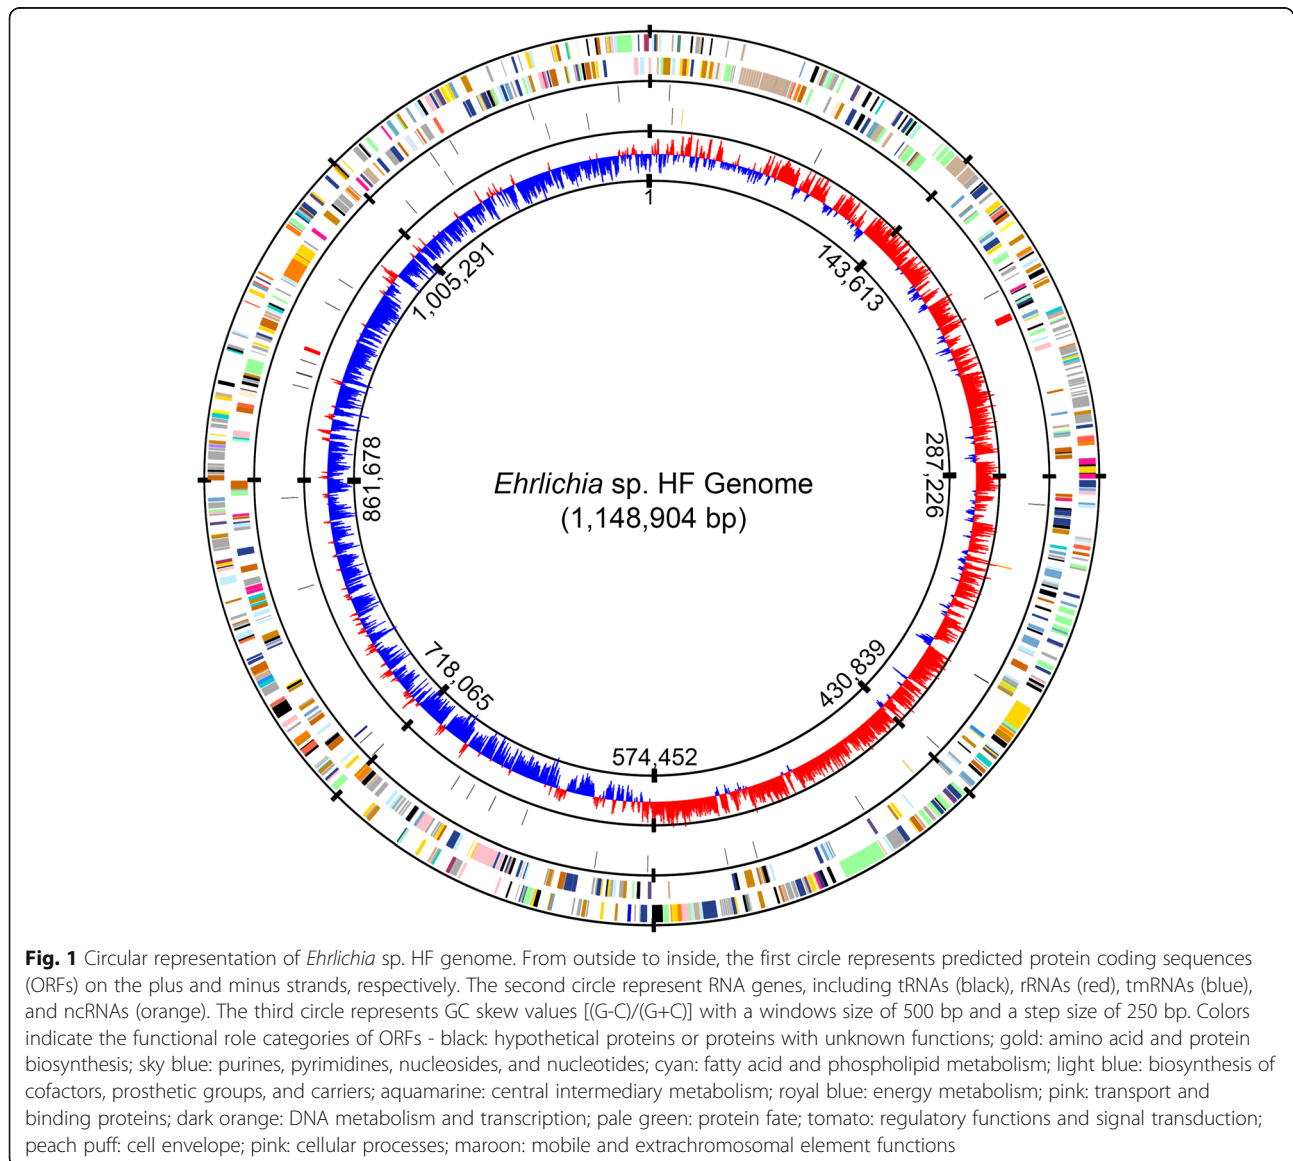 1
143,613
287,226
430,839
574,452
718,065
861,678
1,005,291
Ehrlichia sp. HF Genome
(1,148,904 bp)
Fig. 1 Circular representation of Ehrlichia sp. HF genome. From outside to inside, the first circle represents predicted protein coding sequences
(ORFs) on the plus and minus strands, respectively. The second circle represent RNA genes, including tRNAs (black), rRNAs (red), tmRNAs (blue),
and ncRNAs (orange). The third circle represents GC skew values [(G-C)/(G+C)] with a windows size of 500 bp and a step size of 250 bp. Colors
indicate the functional role categories of ORFs - black: hypothetical proteins or proteins with unknown functions; gold: amino acid and protein
biosynthesis; sky blue: purines, pyrimidines, nucleosides, and nucleotides; cyan: fatty acid and phospholipid metabolism; light blue: biosynthesis of
cofactors, prosthetic groups, and carriers; aquamarine: central intermediary metabolism; royal blue: energy metabolism; pink: transport and
binding proteins; dark orange: DNA metabolism and transcription; pale green: protein fate; tomato: regulatory functions and signal transduction;
peach puff: cell envelope; pink: cellular processes; maroon: mobile and extrachromosomal element functions